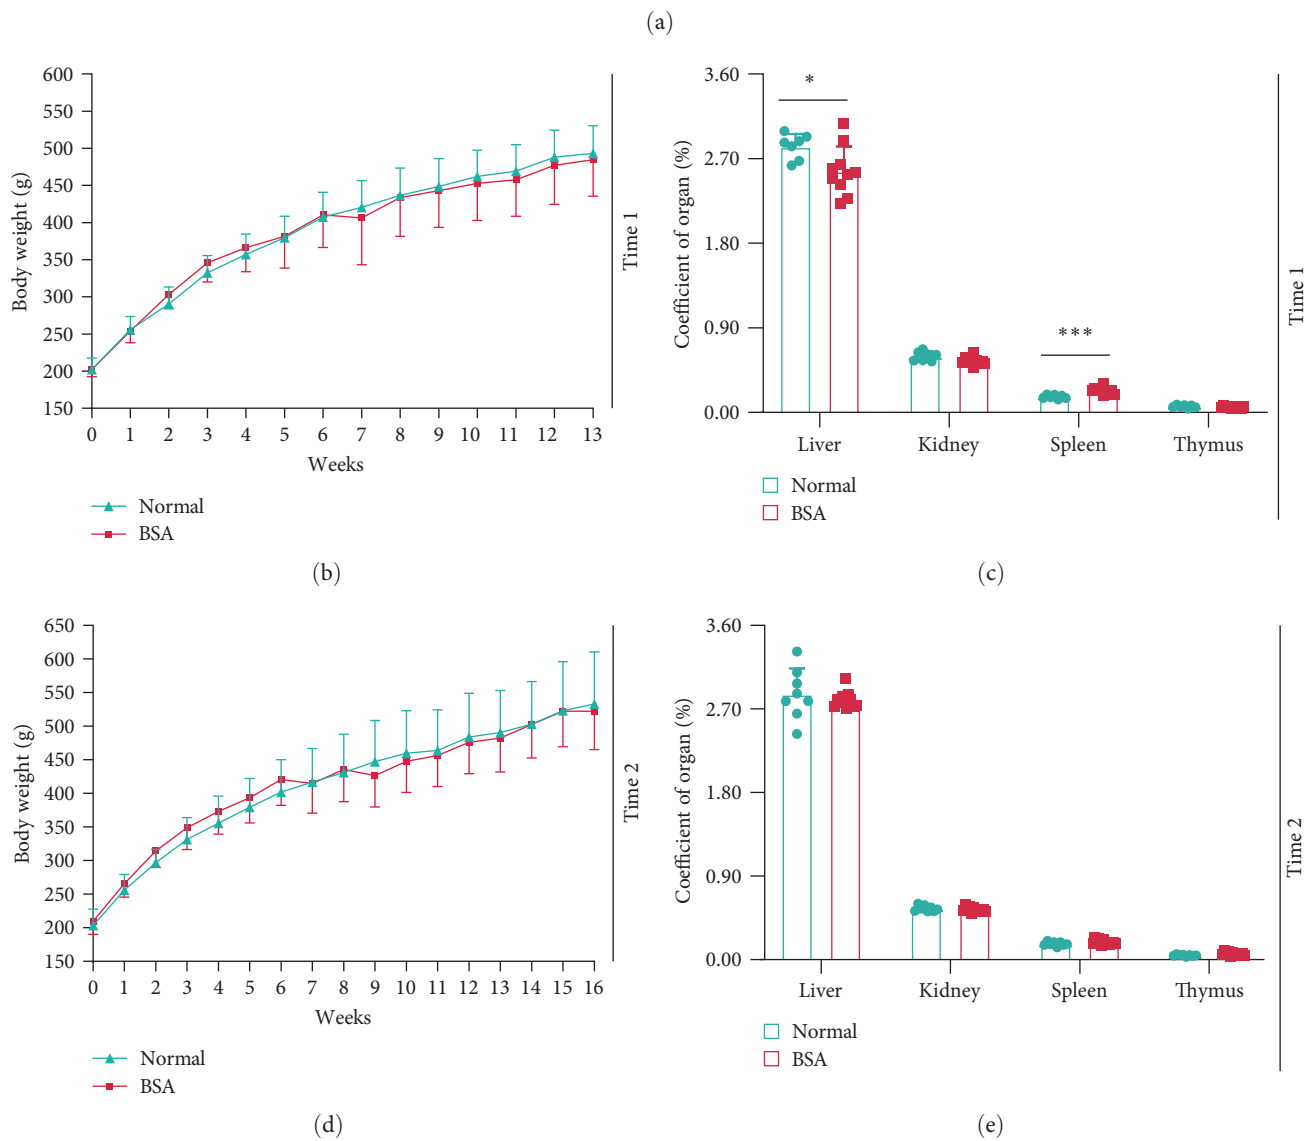 (a)
600
550
500
450
400
350
300
250
200
150
Body weight (g)
0 1 2 3 4 5 6 7 8 9 10 11 12 13
Weeks
Time 1
Normal
BSA
(b)
3.60
2.70
1.80
0.90
0.00
Coefficient of organ (%)
*
***
Liver Kidney Spleen Thymus
Time 1
Normal
BSA
(c)
650
600
550
500
450
400
350
300
250
200
150
Body weight (g)
0 1 2 3 4 5 6 7 8 9 10 11 12 13 14 15 16
Weeks
Time 2
Normal
BSA
(d)
3.60
2.70
1.80
0.90
0.00
Coefficient of organ (%)
Liver Kidney Spleen Thymus
Time 2
Normal
BSA
(e)